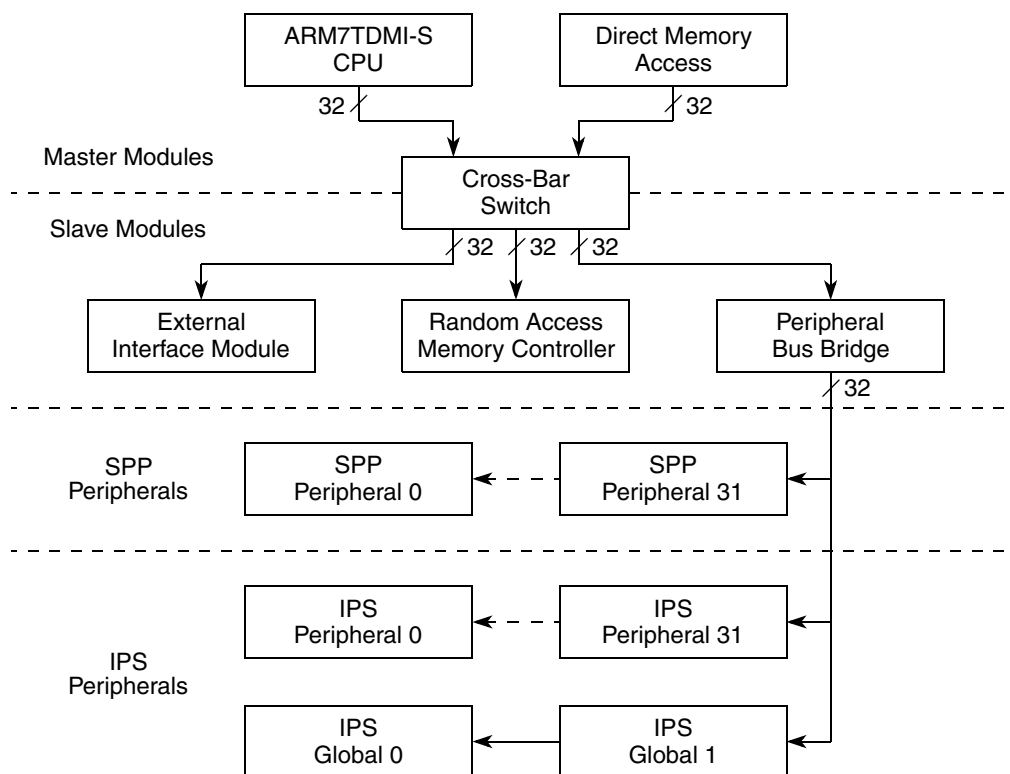 ARM7TDMI-S
CPU
Direct Memory
Access
32
32
Master Modules
Cross-Bar
Switch
Slave Modules
32
32
32
External
Interface Module
Random Access
Memory Controller
Peripheral
Bus Bridge
32
SPP
Peripherals
SPP
Peripheral 0
SPP
Peripheral 31
IPS
Peripherals
IPS
Peripheral 0
IPS
Peripheral 31
IPS
Global 0
IPS
Global 1